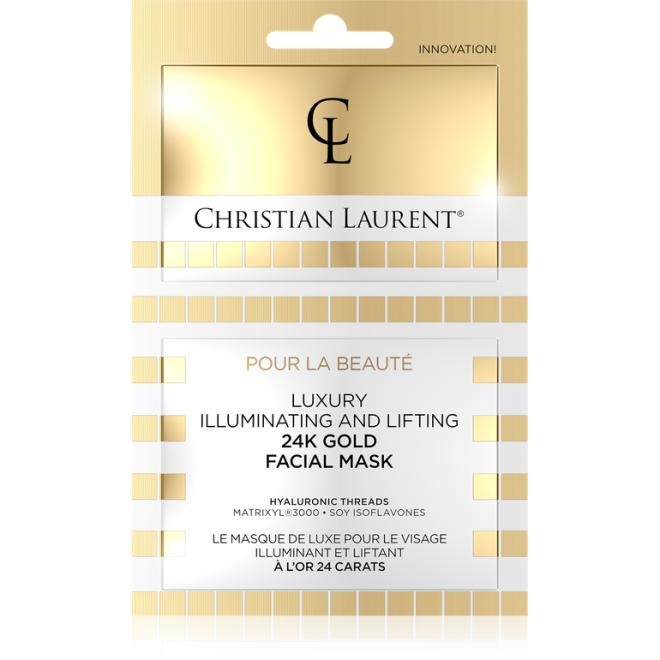 INNOVATION!
CL
CHRISTIAN LAURENT®
POUR LA BEAUTÉ
LUXURY
ILLUMINATING AND LIFTING
24K GOLD
FACIAL MASK
HYALURONIC THREADS
MATRIXYL®3000 • SOY ISOFLAVONES
LE MASQUE DE LUXE POUR LE VISAGE
ILLUMINANT ET LIFTANT
À L'OR 24 CARATS